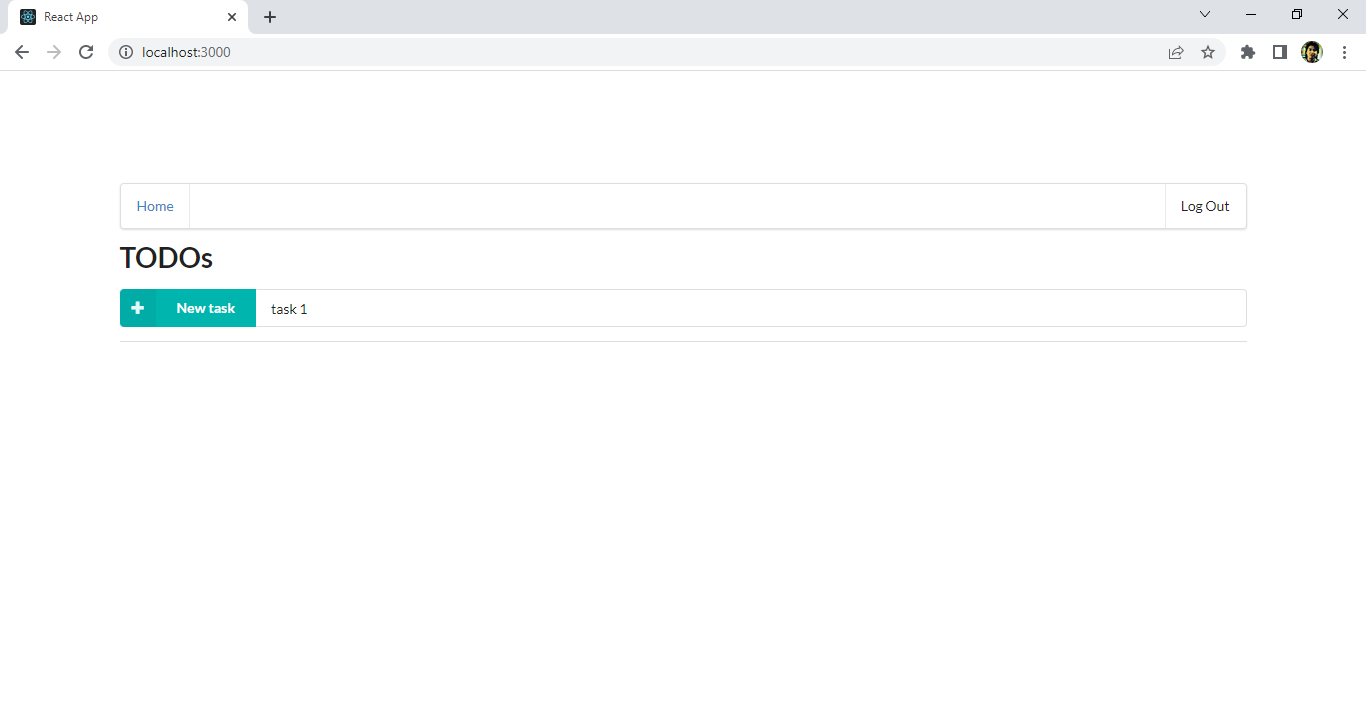 React App
localhost:3000
Home
Log Out
TODOs
New task
task 1